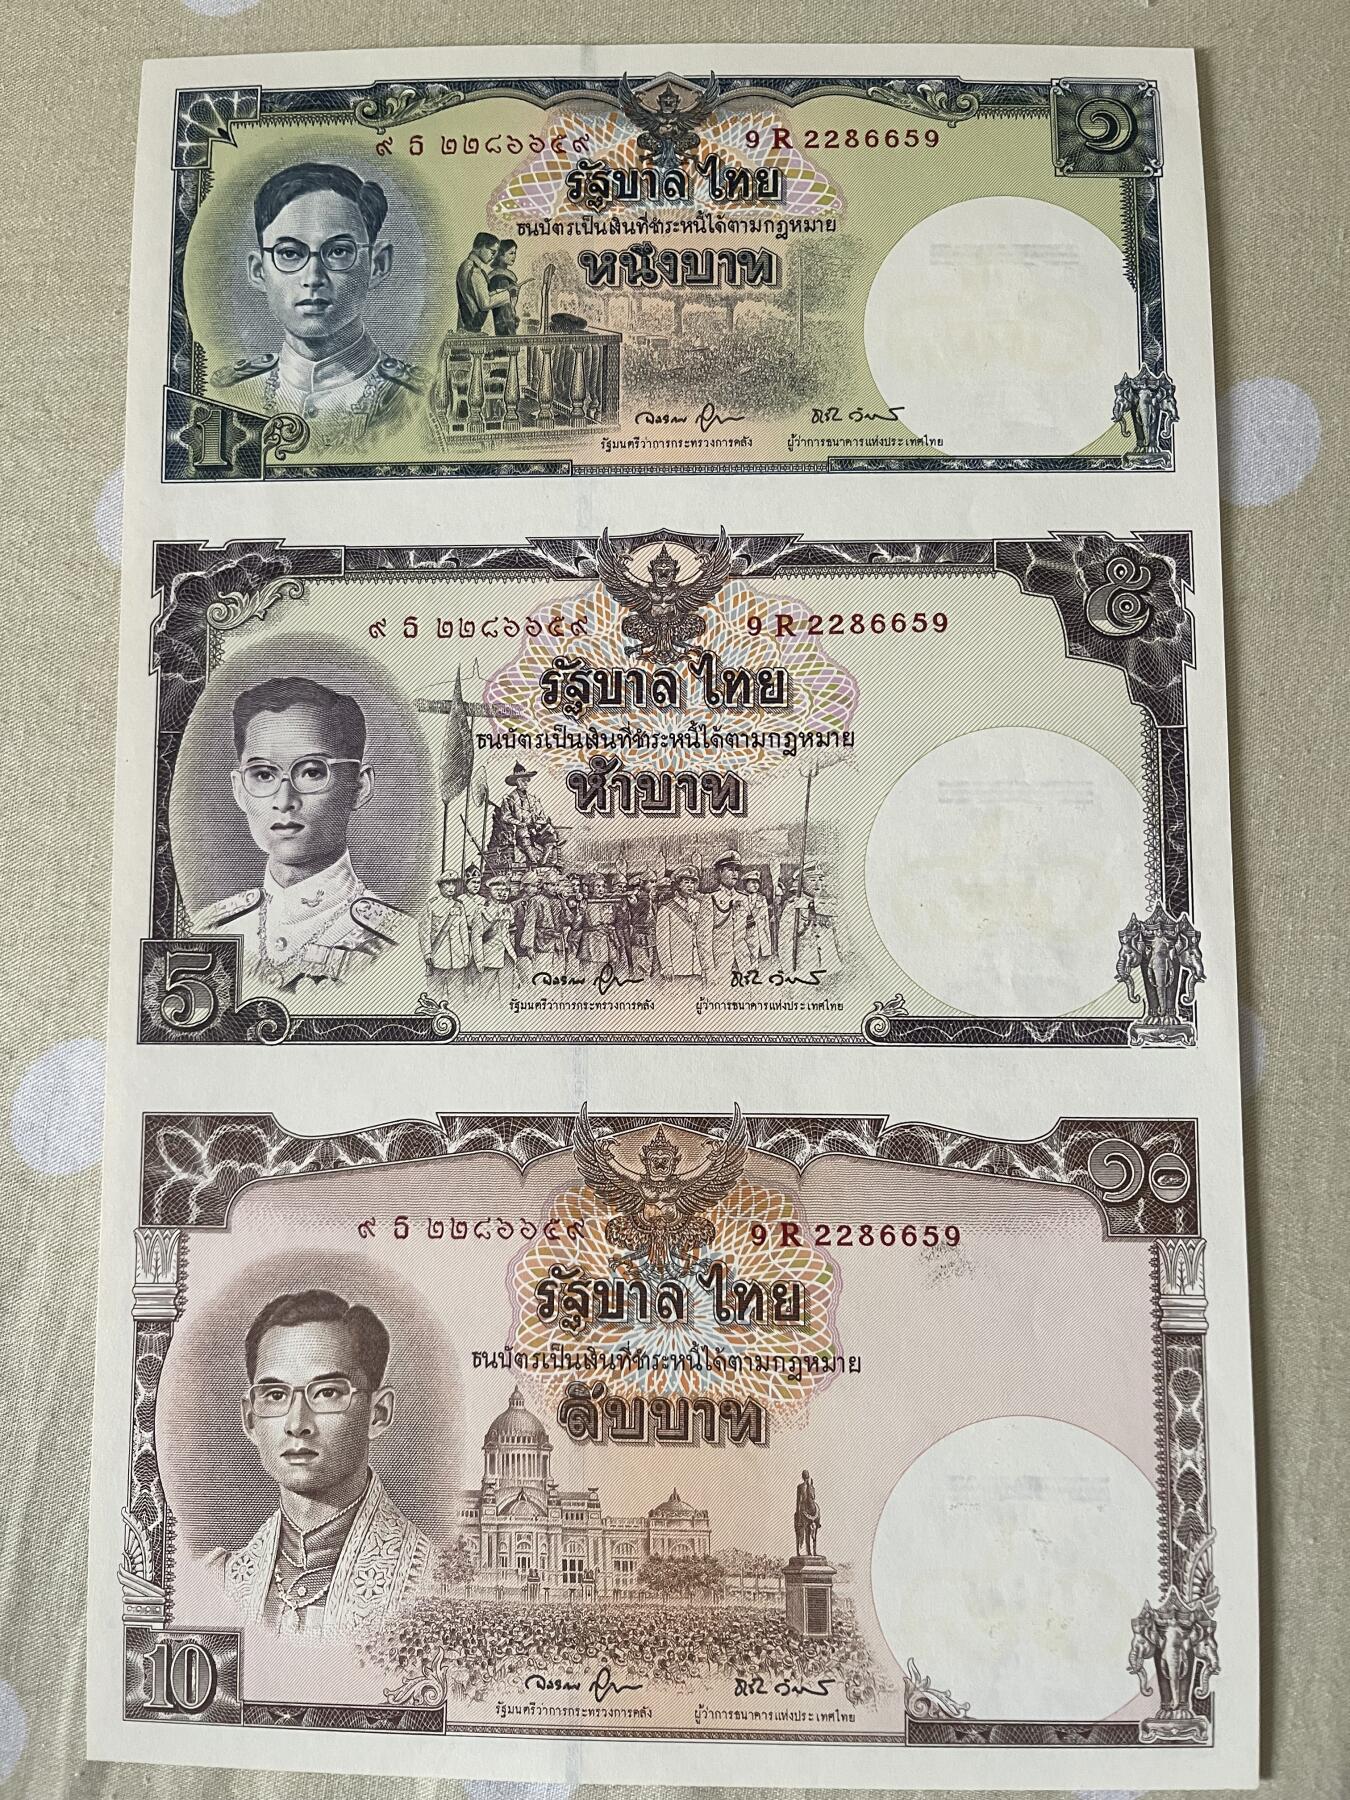 ๑
๙ ธ ๒๒๘๖๖๕๙ 9 R 2286659
รัฐบาลไทย
ธนบัตรเป็นเงินที่ชำระหนี้ได้ตามกฎหมาย
หนึ่งบาท
รัฐมนตรีว่าการกระทรวงการคลัง ผู้ว่าการธนาคารแห่งประเทศไทย
1
๕
๙ ธ ๒๒๘๖๖๕๙ 9 R 2286659
รัฐบาลไทย
ธนบัตรเป็นเงินที่ชำระหนี้ได้ตามกฎหมาย
ห้าบาท
รัฐมนตรีว่าการกระทรวงการคลัง ผู้ว่าการธนาคารแห่งประเทศไทย
5
๑๐
๙ ธ ๒๒๘๖๖๕๙ 9 R 2286659
รัฐบาลไทย
ธนบัตรเป็นเงินที่ชำระหนี้ได้ตามกฎหมาย
สิบบาท
รัฐมนตรีว่าการกระทรวงการคลัง ผู้ว่าการธนาคารแห่งประเทศไทย
10